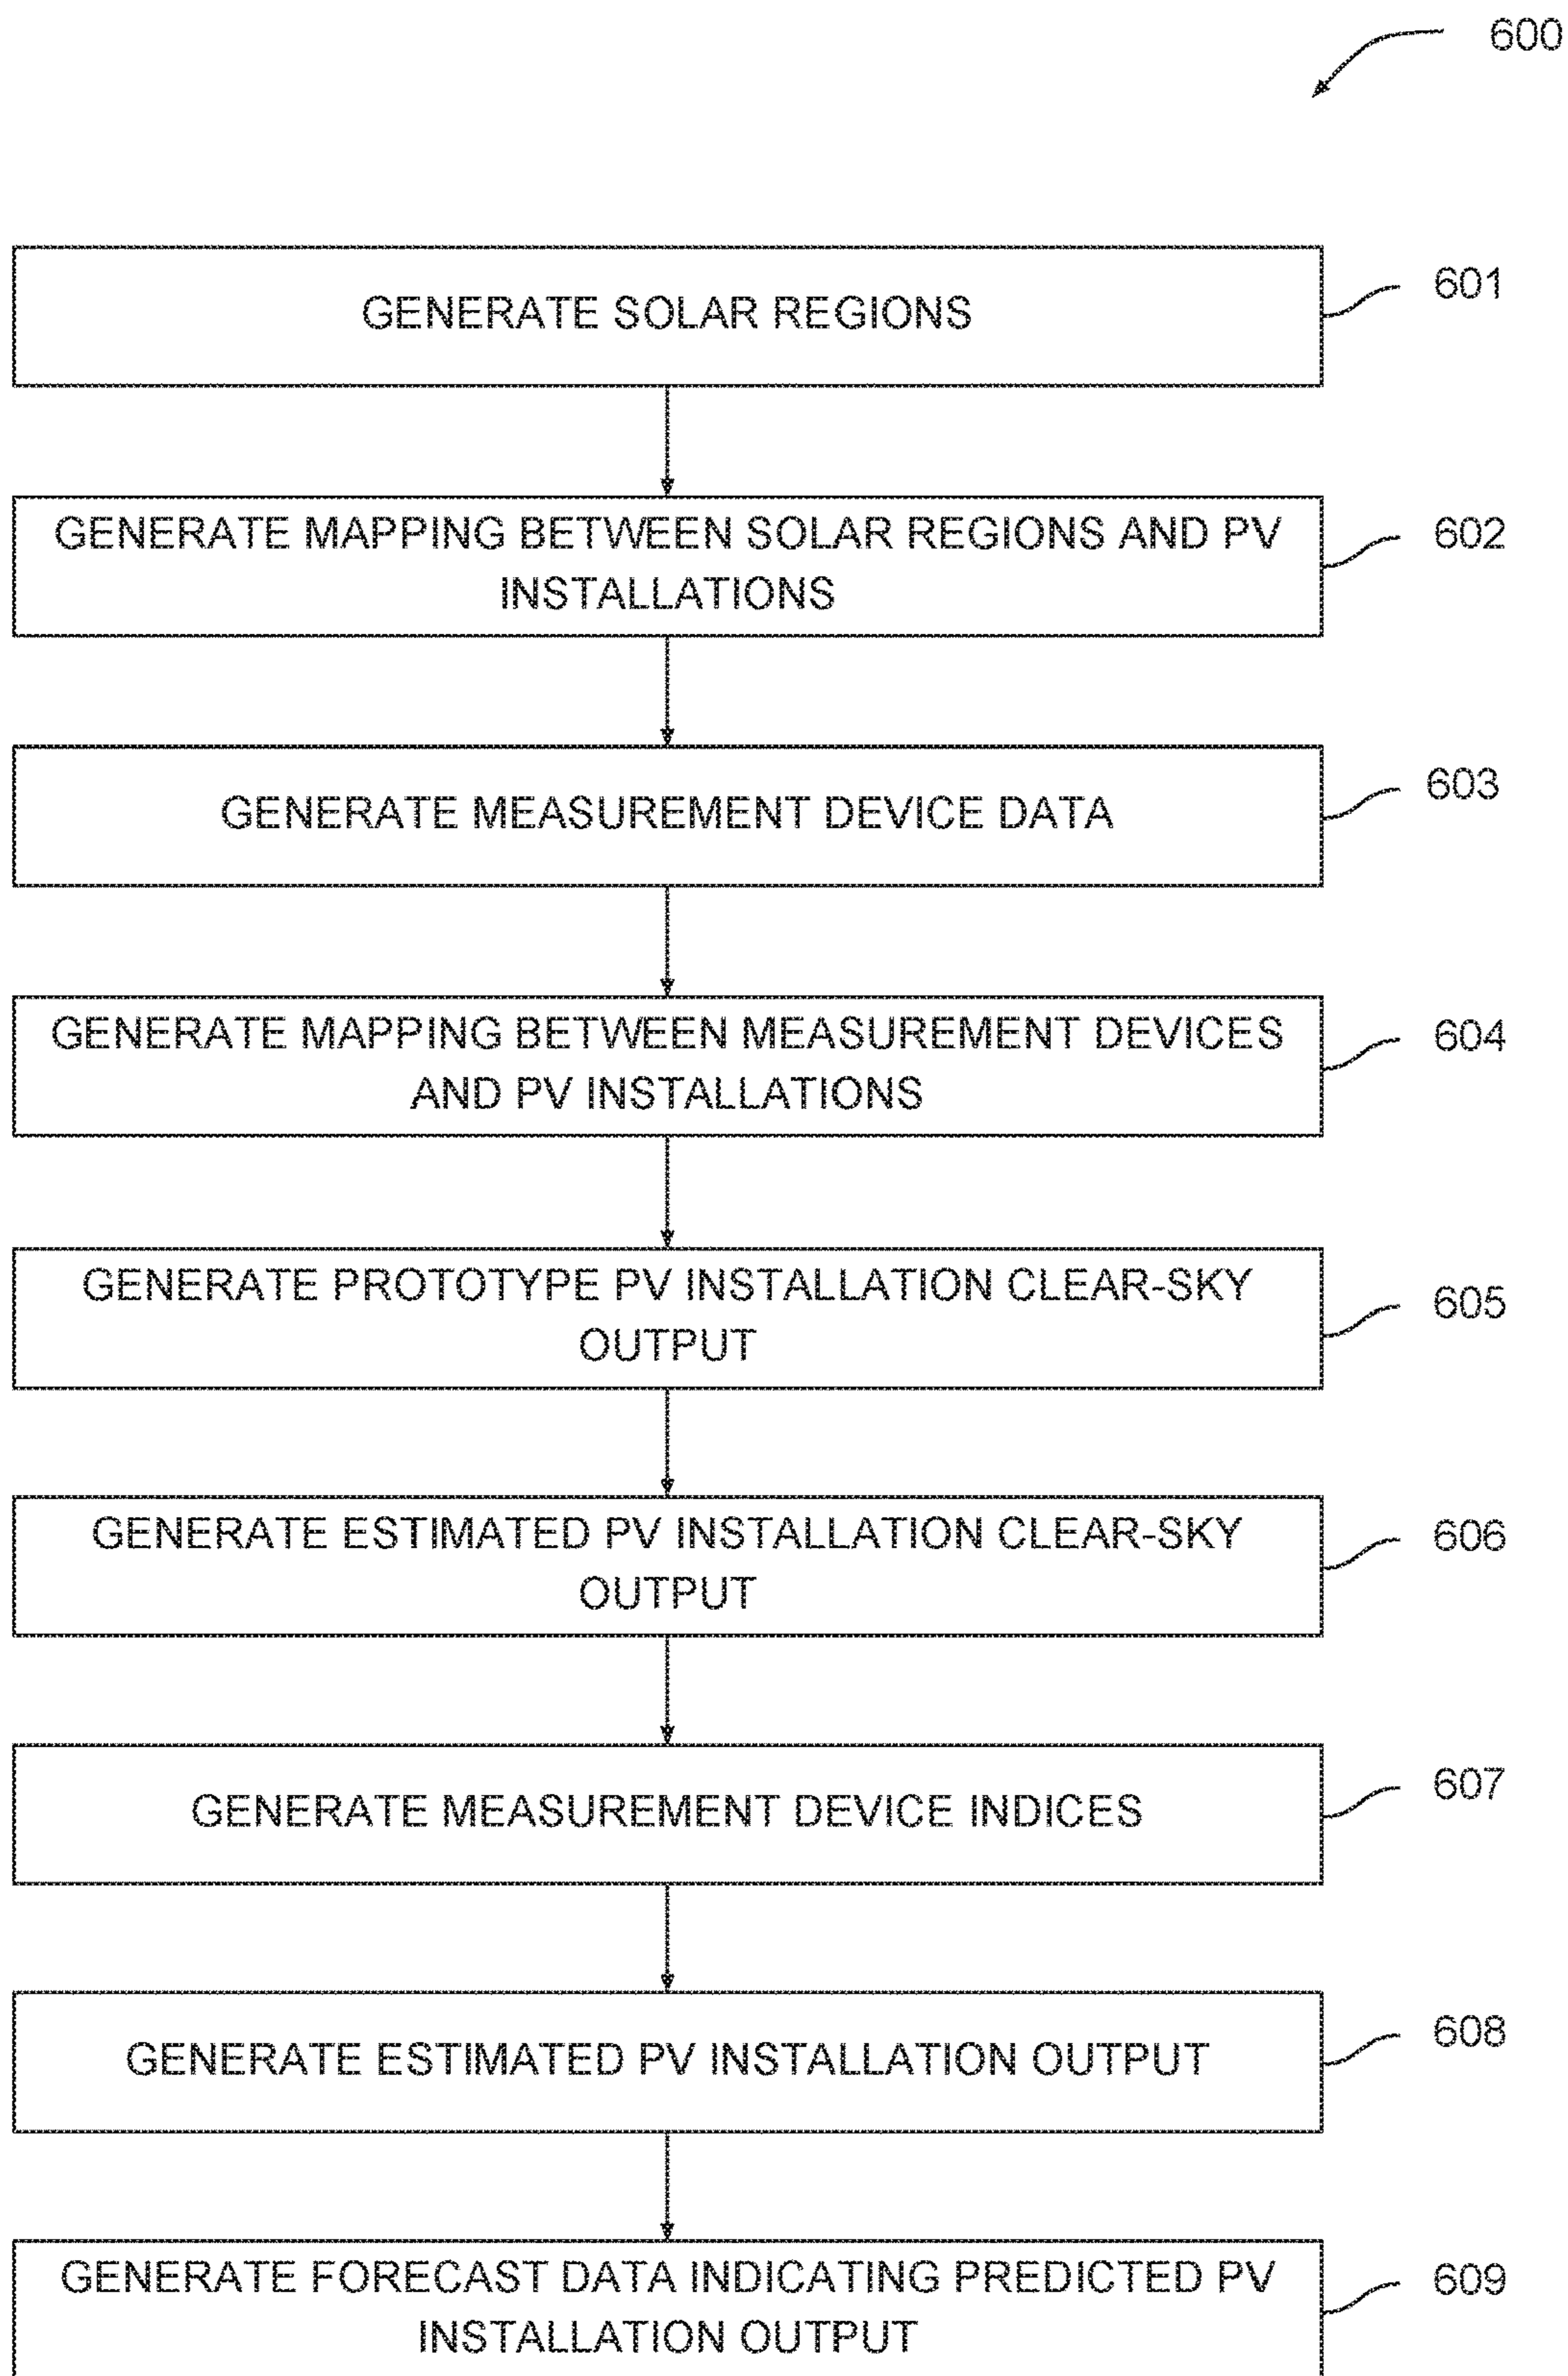 600
GENERATE SOLAR REGIONS
601
GENERATE MAPPING BETWEEN SOLAR REGIONS AND PV
INSTALLATIONS
602
GENERATE MEASUREMENT DEVICE DATA
603
GENERATE MAPPING BETWEEN MEASUREMENT DEVICES
AND PV INSTALLATIONS
604
GENERATE PROTOTYPE PV INSTALLATION CLEAR-SKY
OUTPUT
605
GENERATE ESTIMATED PV INSTALLATION CLEAR-SKY
OUTPUT
606
GENERATE MEASUREMENT DEVICE INDICES
607
GENERATE ESTIMATED PV INSTALLATION OUTPUT
608
GENERATE FORECAST DATA INDICATING PREDICTED PV
INSTALLATION OUTPUT
609